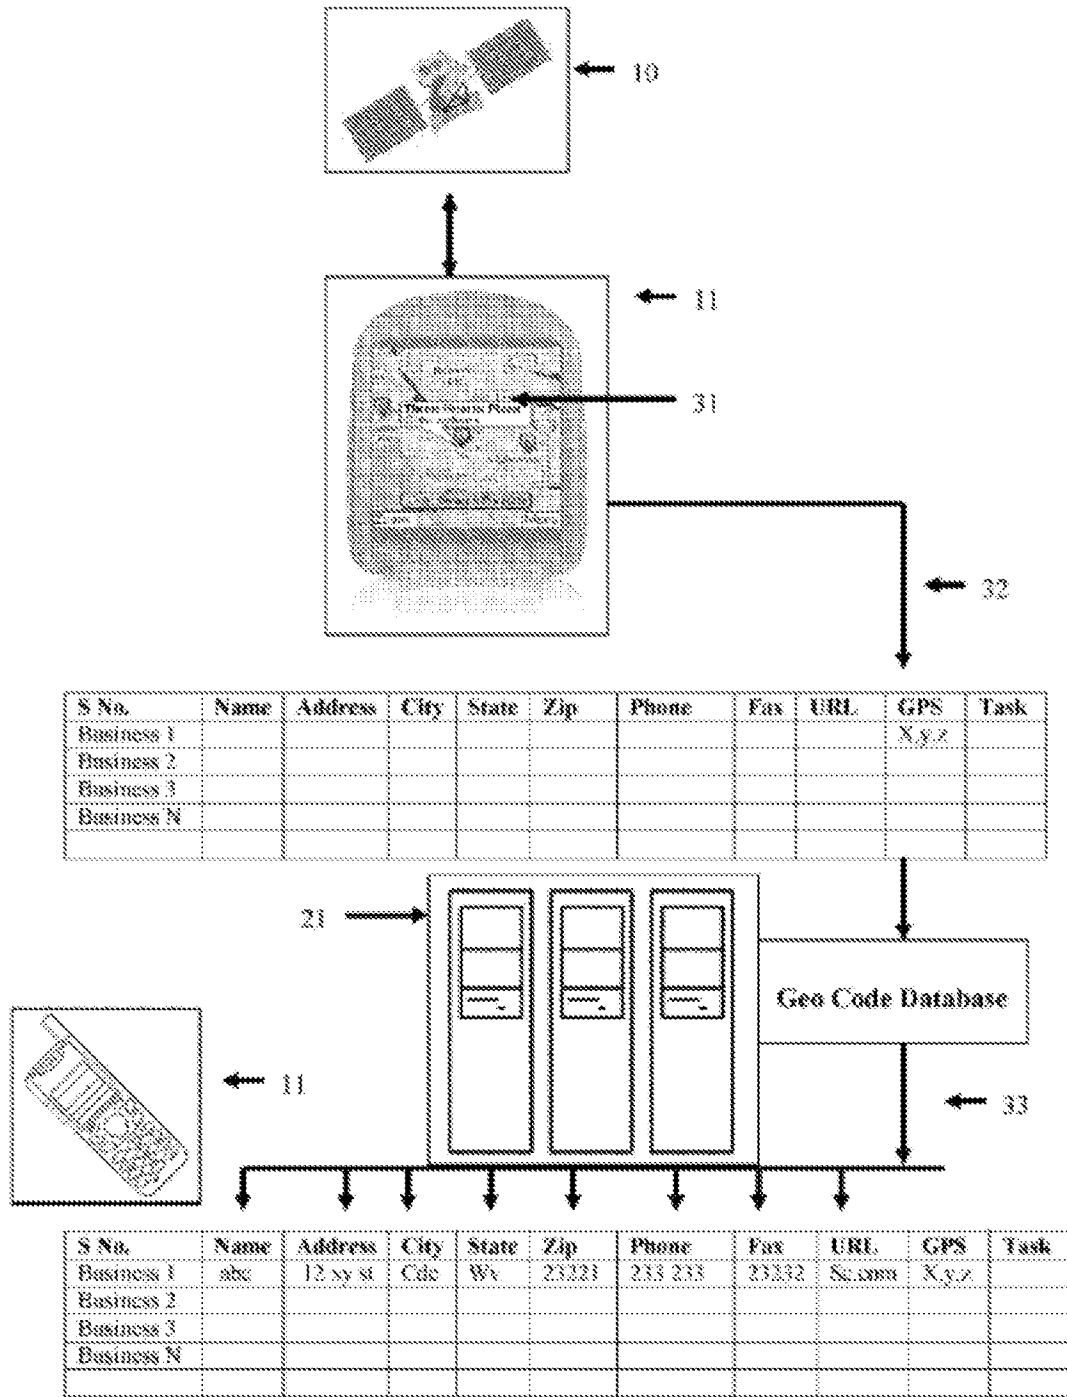 10
11
31
32
S No. Name Address City State Zip Phone Fax URL GPS Task
Business 1 X,y,z
Business 2
Business 3
Business N
21
Geo Code Database
11
33
S No. Name Address City State Zip Phone Fax URL GPS Task
Business 1 abc 12 xy st Cdc Wv 23221 233 233 23232 Sc.com X,y,z
Business 2
Business 3
Business N